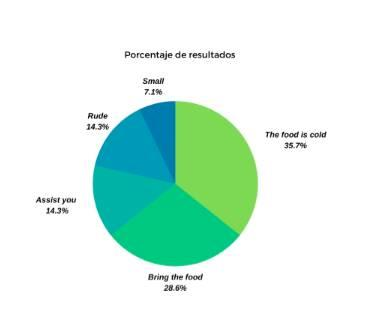 Porcentaje de resultados
Small
7.1%
Rude
14.3%
The food is cold
35.7%
Assist you
14.3%
Bring the food
28.6%